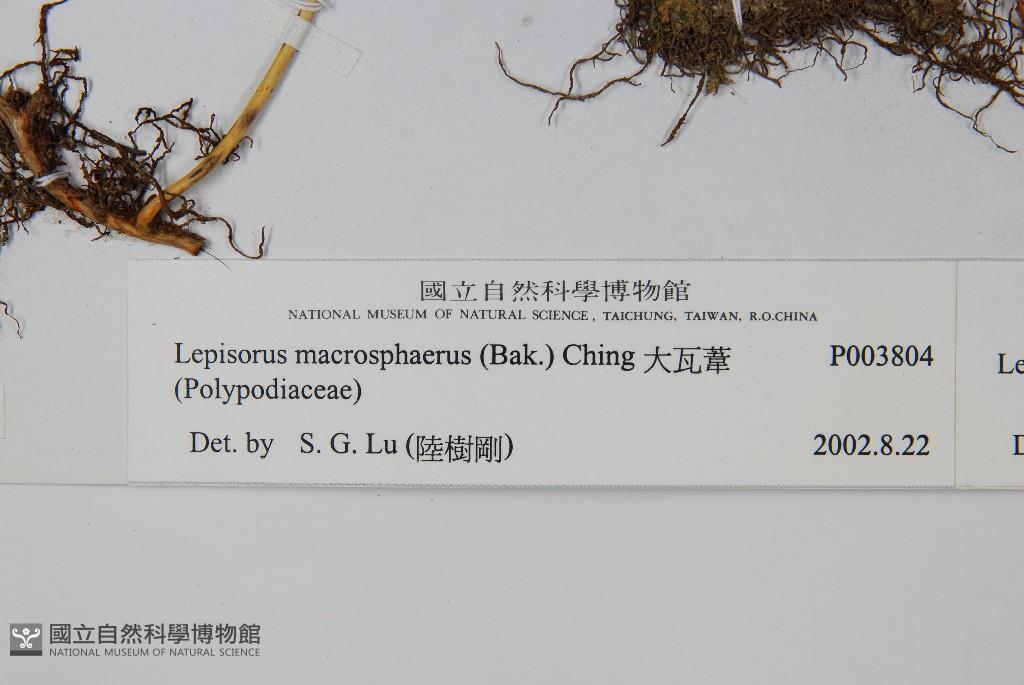 國立自然科學博物館
NATIONAL MUSEUM OF NATURAL SCIENCE, TAICHUNG, TAIWAN, R.O.CHINA
Lepisorus macrosphaerus (Bak.) Ching 大瓦葦 P003804
(Polypodiaceae)
Det. by S. G. Lu (陸樹剛) 2002.8.22
Le
D
國立自然科學博物館
NATIONAL MUSEUM OF NATURAL SCIENCE